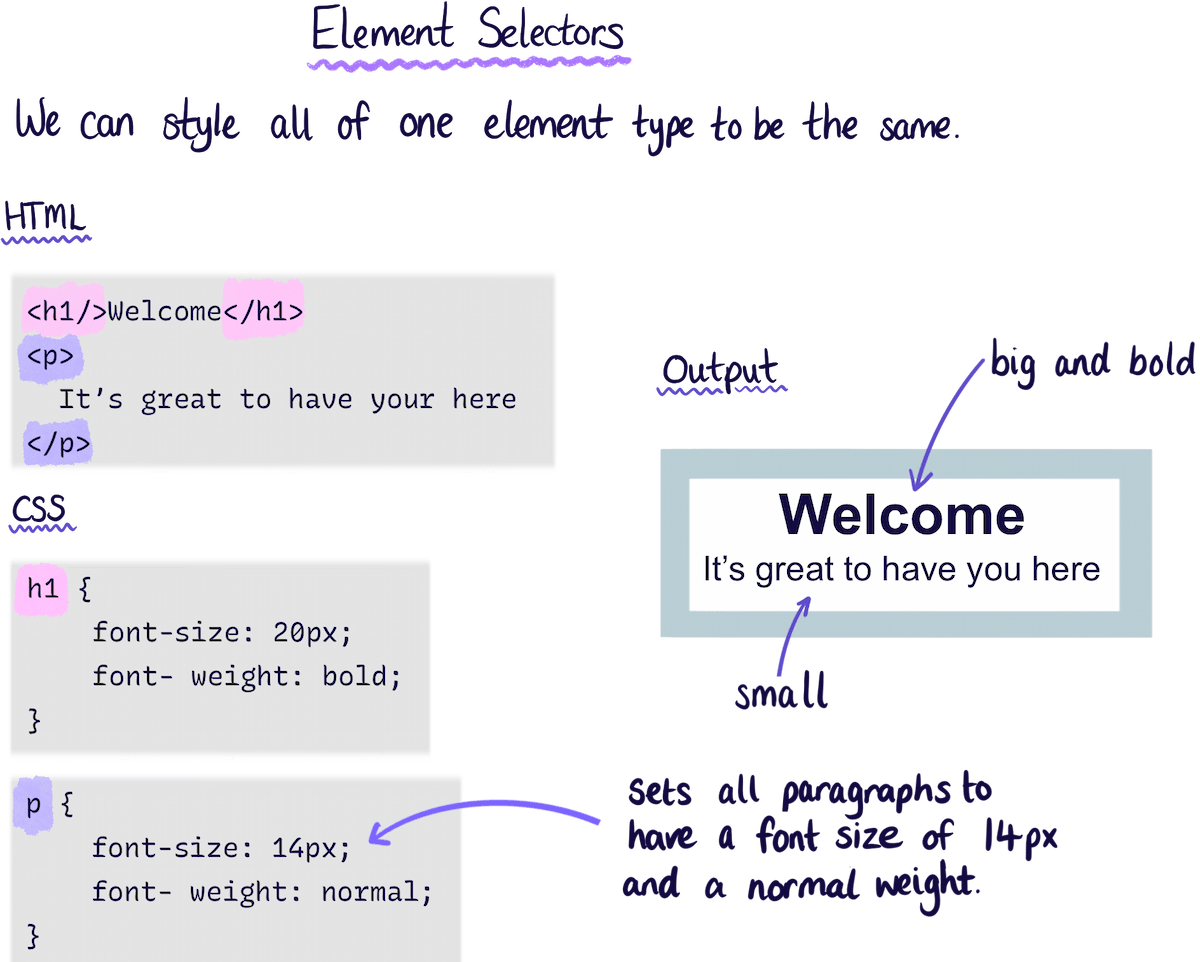 Element Selectors
We can style all of one element type to be the same.
HTML
<h1/>Welcome</h1>
<p>
It’s great to have your here
</p>
CSS
h1 {
font-size: 20px;
font- weight: bold;
}
p {
font-size: 14px;
font- weight: normal;
}
Output
big and bold
Welcome
It’s great to have you here
small
sets all paragraphs to
have a font size of 14px
and a normal weight.